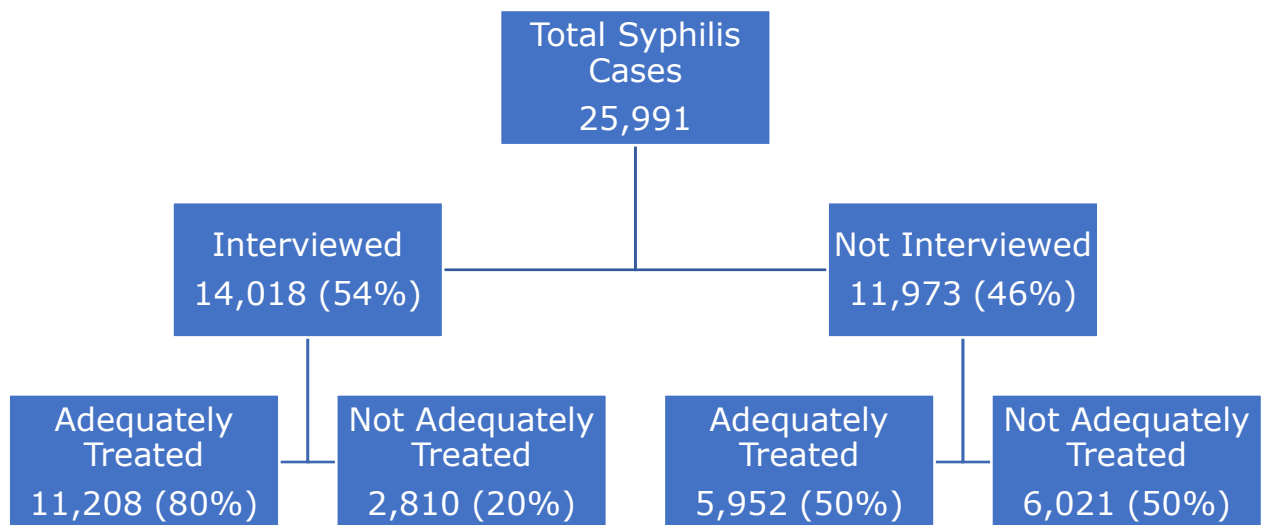 Total Syphilis
Cases
25,991
Interviewed
14,018 (54%)
Not Interviewed
11,973 (46%)
Adequately
Treated
11,208 (80%)
Not Adequately
Treated
2,810 (20%)
Adequately
Treated
5,952 (50%)
Not Adequately
Treated
6,021 (50%)